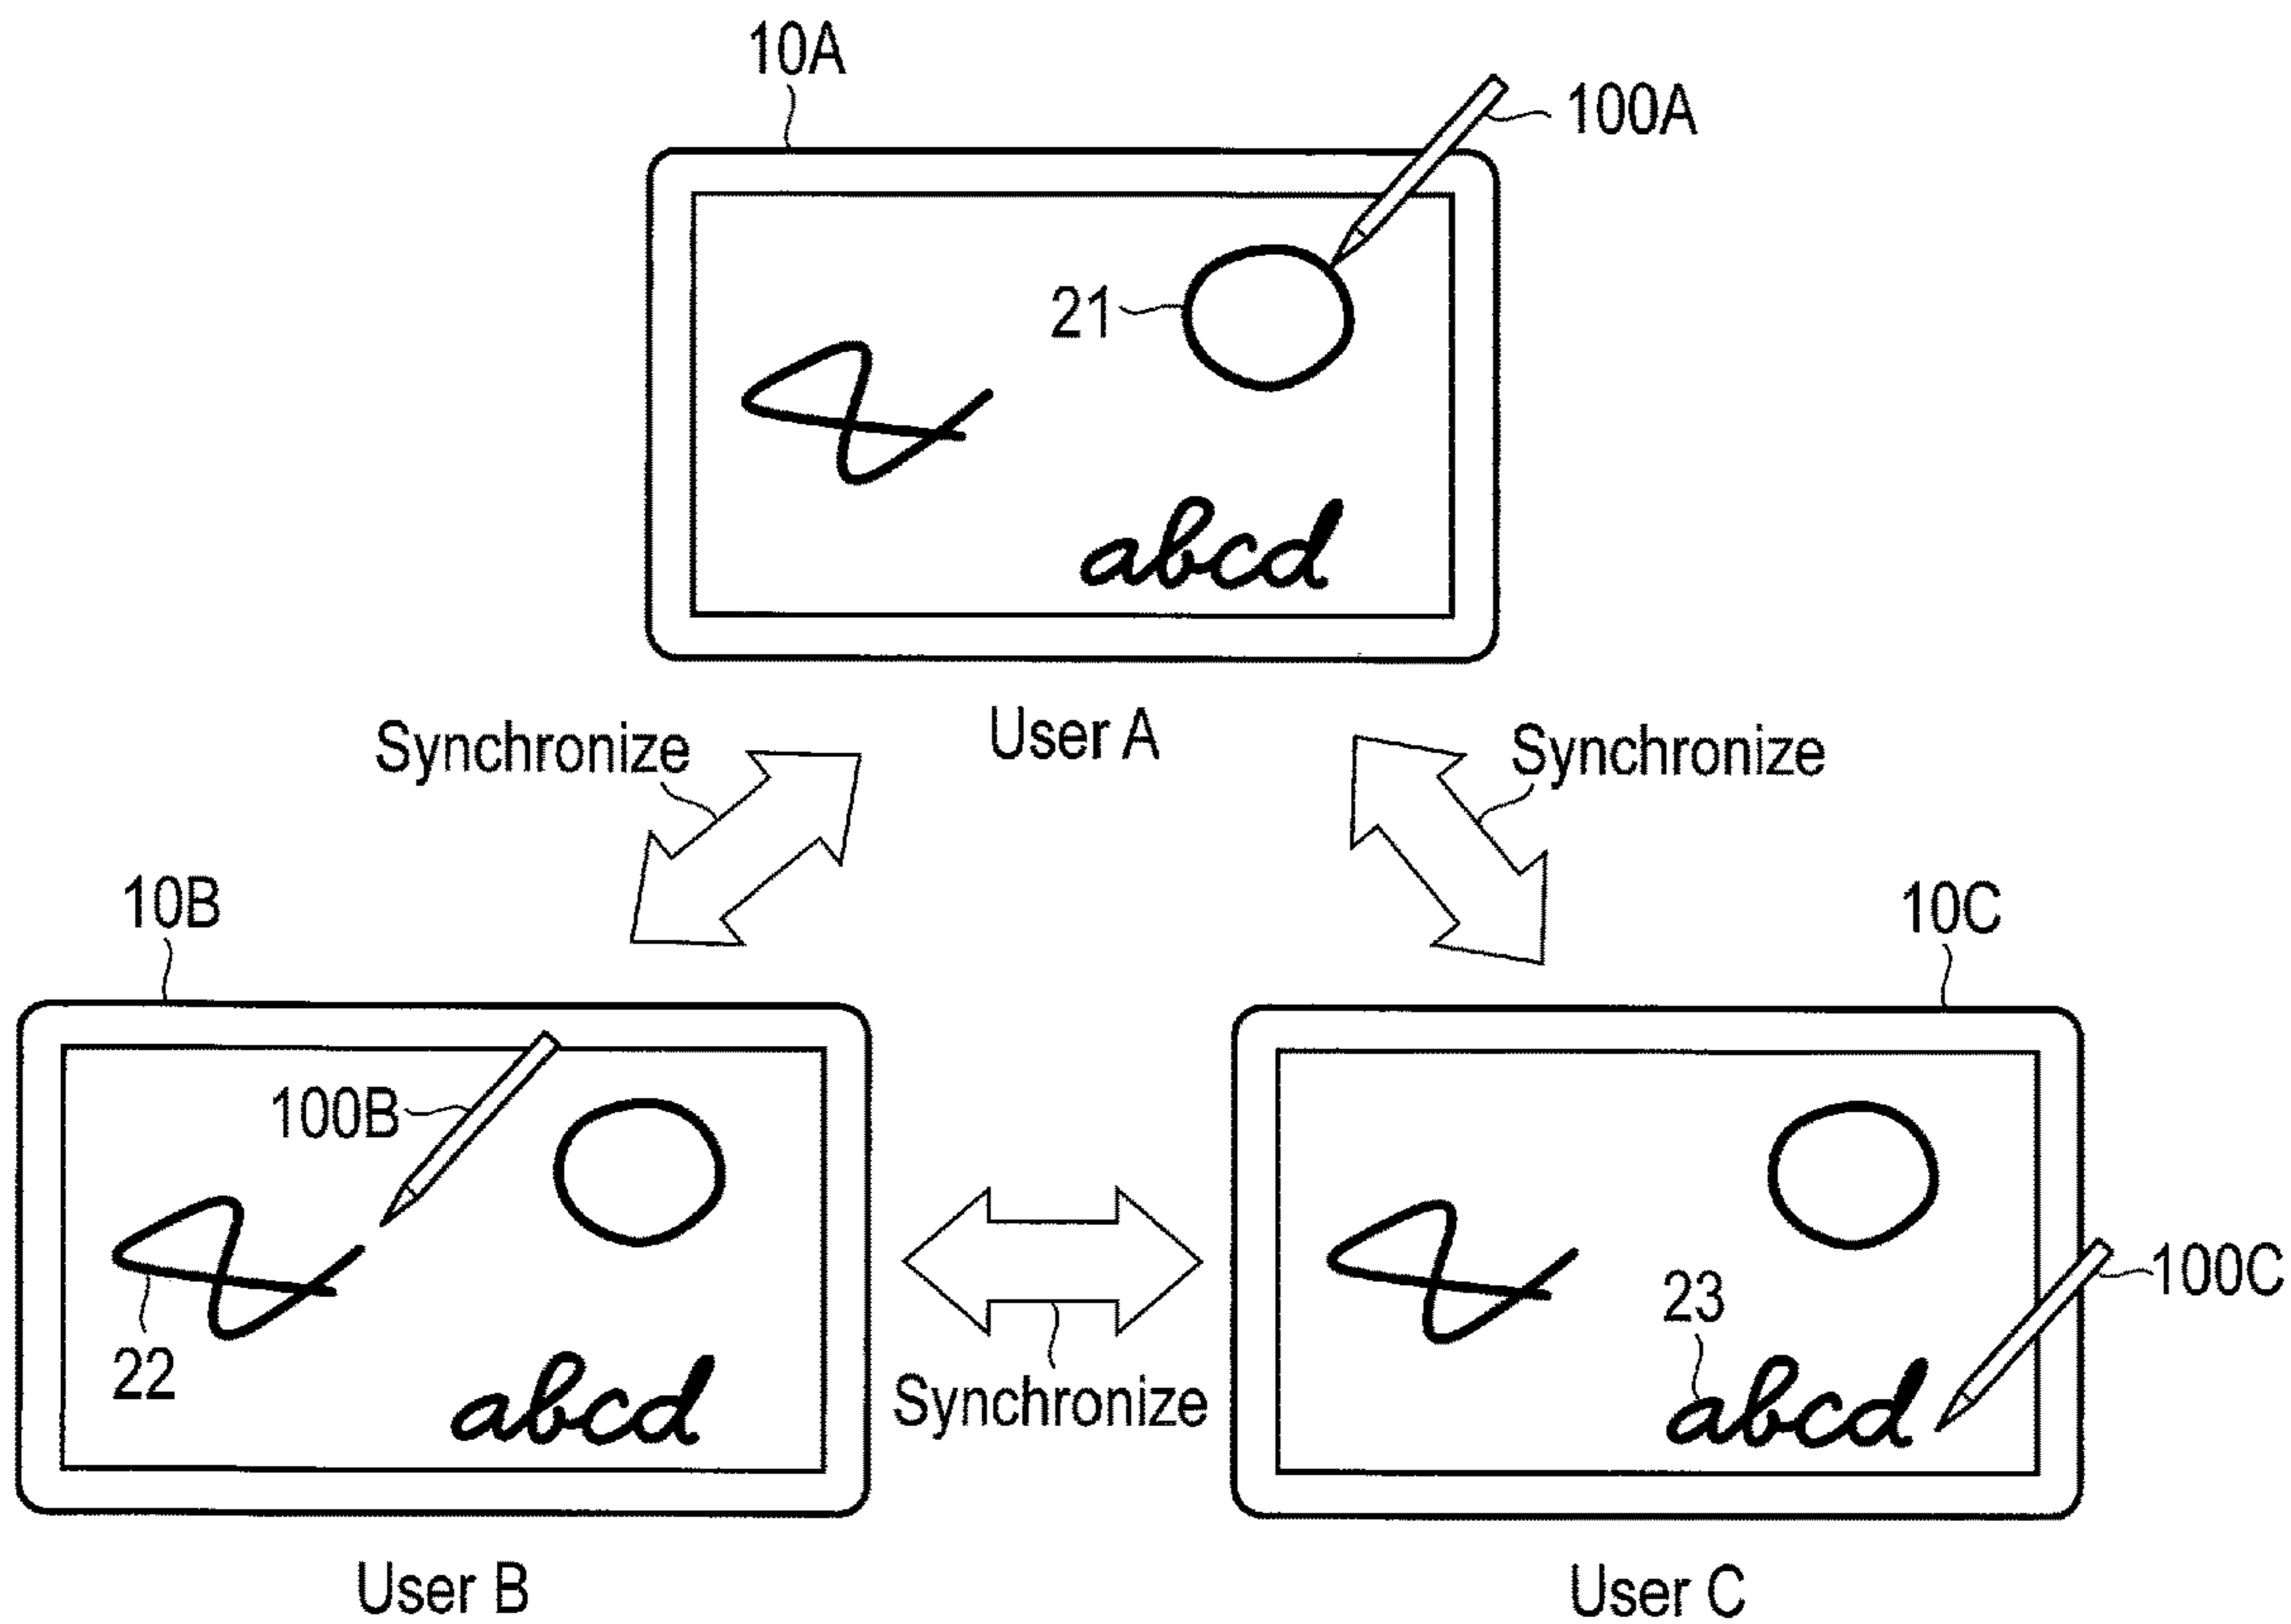 10A
100A
21
abcd
User A
Synchronize
Synchronize
10B
10C
100B
22
abcd
Synchronize
23
100C
abcd
User B
User C